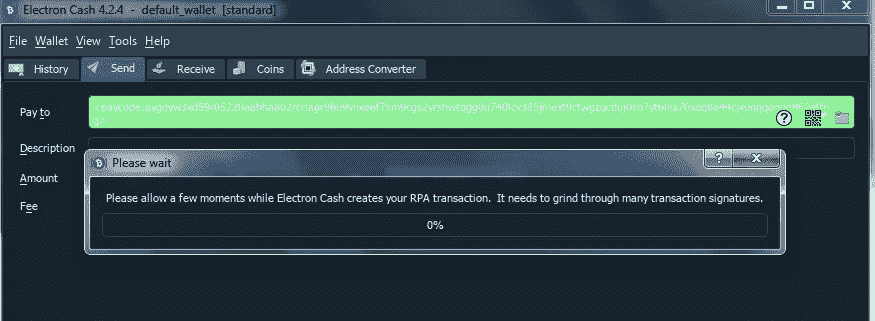 Electron Cash 4.2.4 - default_wallet [standard]
File Wallet View Tools Help
History Send Receive Coins Address Converter
Pay to
Description
Please wait
Amount
Please allow a few moments while Electron Cash creates your RPA transaction. It needs to grind through many transaction signatures.
Fee
0%